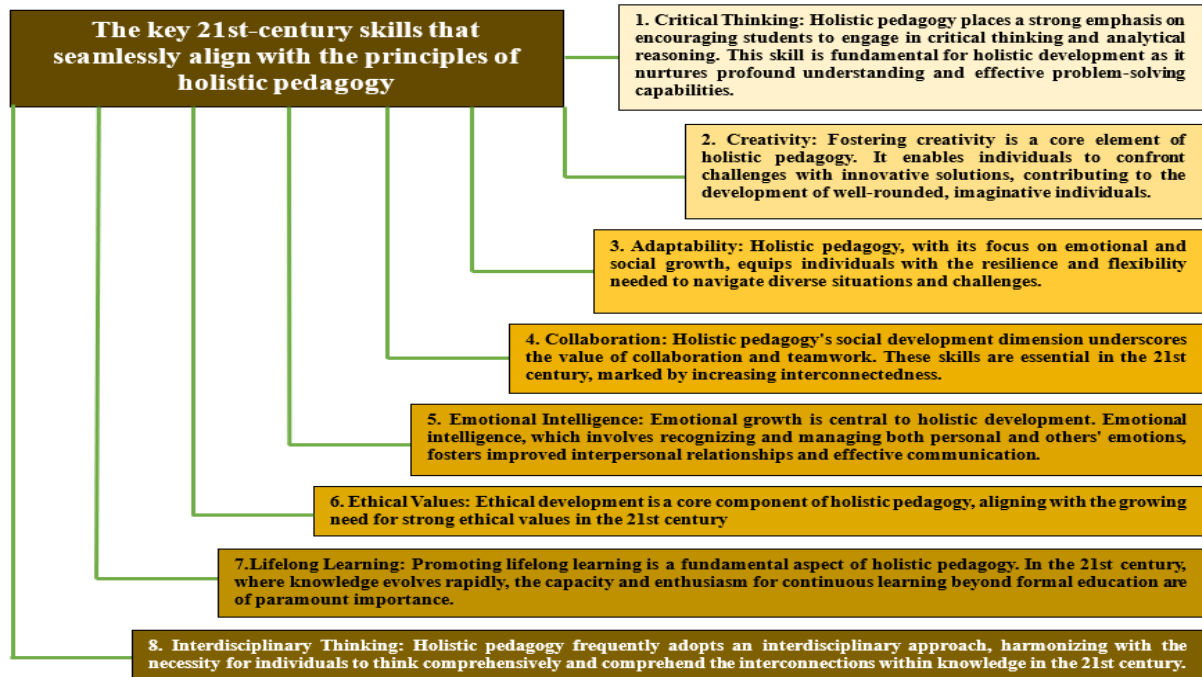 The key 21st-century skills that
seamlessly align with the principles of
holistic pedagogy
1. Critical Thinking: Holistic pedagogy places a strong emphasis on
encouraging students to engage in critical thinking and analytical
reasoning. This skill is fundamental for holistic development as it
nurtures profound understanding and effective problem-solving
capabilities.
2. Creativity: Fostering creativity is a core element of
holistic pedagogy. It enables individuals to confront
challenges with innovative solutions, contributing to the
development of well-rounded, imaginative individuals.
3. Adaptability: Holistic pedagogy, with its focus on emotional and
social growth, equips individuals with the resilience and flexibility
needed to navigate diverse situations and challenges.
4. Collaboration: Holistic pedagogy's social development dimension underscores
the value of collaboration and teamwork. These skills are essential in the 21st
century, marked by increasing interconnectedness.
5. Emotional Intelligence: Emotional growth is central to holistic development. Emotional
intelligence, which involves recognizing and managing both personal and others' emotions,
fosters improved interpersonal relationships and effective communication.
6. Ethical Values: Ethical development is a core component of holistic pedagogy, aligning with the growing
need for strong ethical values in the 21st century
7.Lifelong Learning: Promoting lifelong learning is a fundamental aspect of holistic pedagogy. In the 21st century,
where knowledge evolves rapidly, the capacity and enthusiasm for continuous learning beyond formal education are
of paramount importance.
8. Interdisciplinary Thinking: Holistic pedagogy frequently adopts an interdisciplinary approach, harmonizing with the
necessity for individuals to think comprehensively and comprehend the interconnections within knowledge in the 21st century.